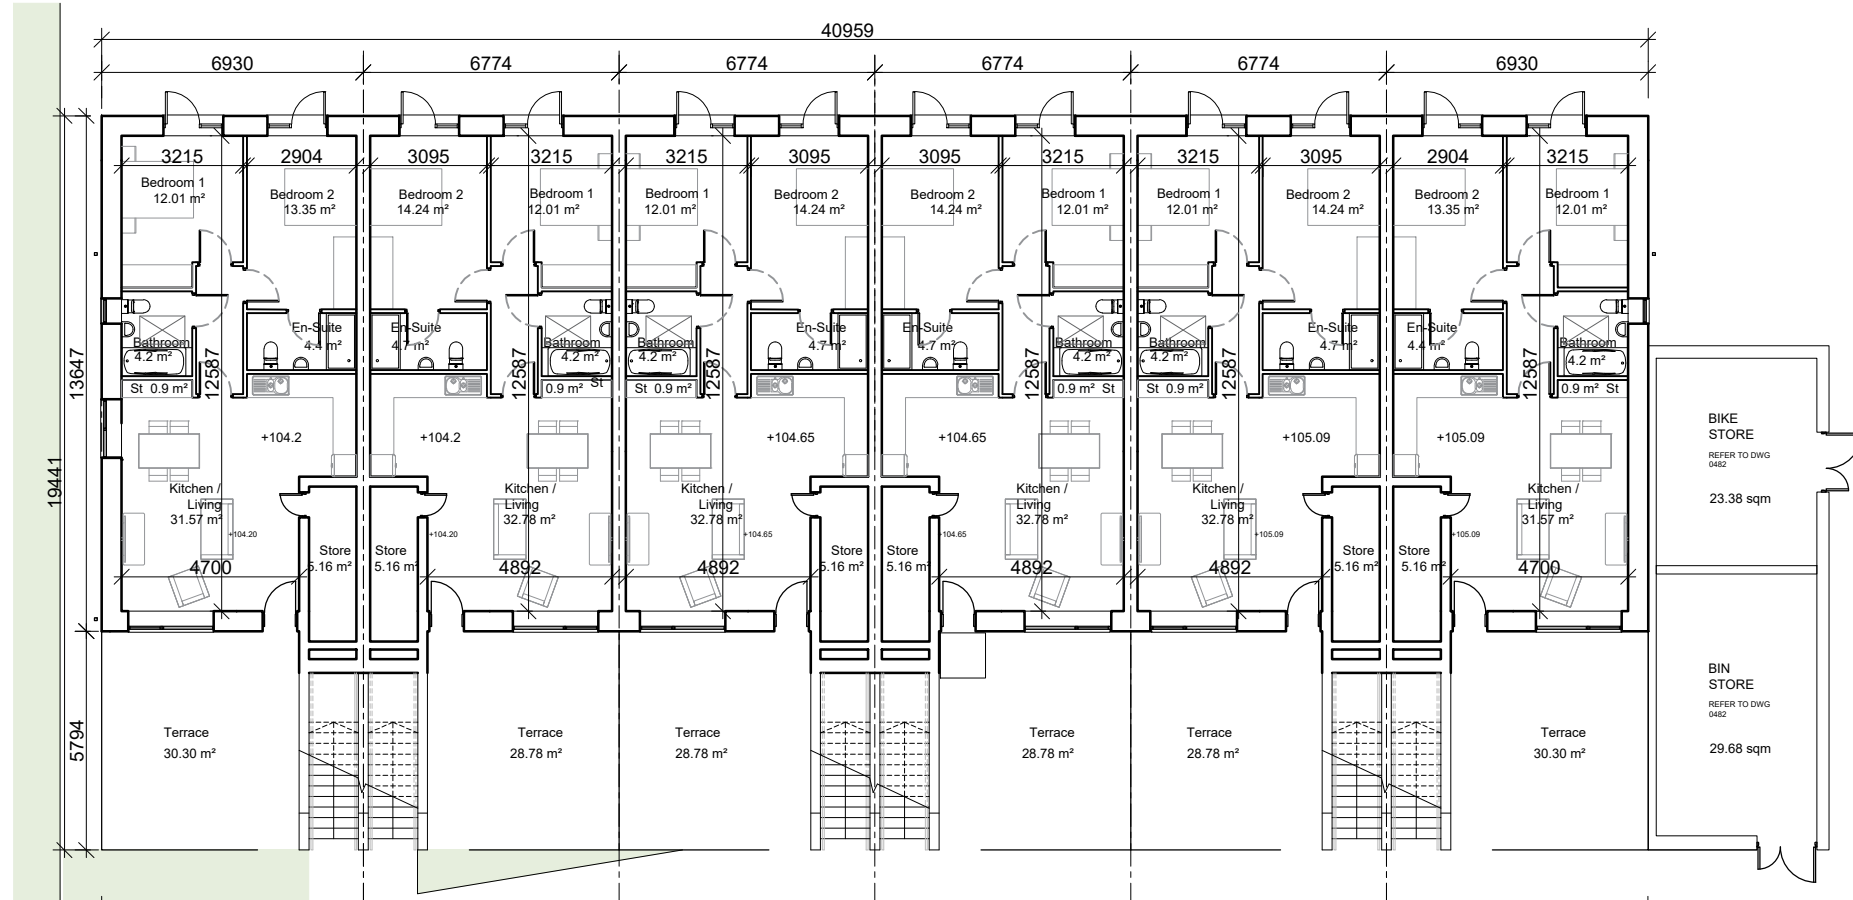 40959
6930 6774 6774 6774 6774 6930
3215 2904 3095 3215 3215 3095 3095 3215 3215 3095 2904 3215
Bedroom 1
12.01 m²
Bedroom 2
13.35 m²
Bedroom 2
14.24 m²
Bedroom 1
12.01 m²
Bedroom 1
12.01 m²
Bedroom 2
14.24 m²
Bedroom 2
14.24 m²
Bedroom 1
12.01 m²
Bedroom 1
12.01 m²
Bedroom 2
14.24 m²
Bedroom 2
13.35 m²
Bedroom 1
12.01 m²
En-Suite
4.4 m²
En-Suite
4.7 m²
En-Suite
4.7 m²
En-Suite
4.7 m²
En-Suite
4.7 m²
En-Suite
4.4 m²
Bathroom
4.2 m²
Bathroom
4.2 m²
Bathroom
4.2 m²
Bathroom
4.2 m²
Bathroom
4.2 m²
Bathroom
4.2 m²
13647
12587
12587
12587
12587
12587
12587
St 0.9 m²
0.9 m² St
St 0.9 m²
0.9 m² St
St 0.9 m²
0.9 m² St
+104.2 +104.2 +104.65 +104.65 +105.09 +105.09
19441
Kitchen /
Living
31.57 m²
Kitchen /
Living
32.78 m²
Kitchen /
Living
32.78 m²
Kitchen /
Living
32.78 m²
Kitchen /
Living
32.78 m²
Kitchen /
Living
31.57 m²
+104.20 +104.20 +104.65 +104.65 +105.09 +105.09
Store
5.16 m²
Store
5.16 m²
Store
5.16 m²
Store
5.16 m²
Store
5.16 m²
Store
5.16 m²
4700 4892 4892 4892 4892 4700
BIKE
STORE
REFER TO DWG
0482
23.38 sqm
BIN
STORE
REFER TO DWG
0482
29.68 sqm
5794
Terrace
30.30 m²
Terrace
28.78 m²
Terrace
28.78 m²
Terrace
28.78 m²
Terrace
28.78 m²
Terrace
30.30 m²